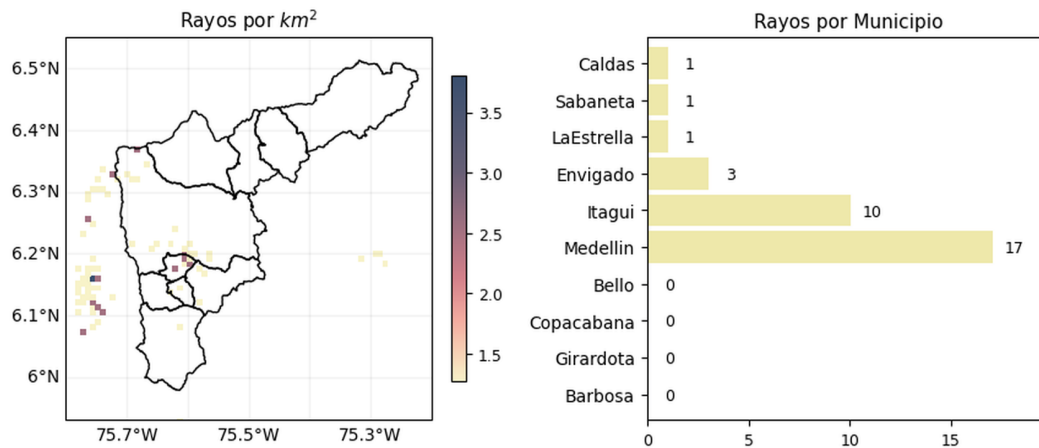 Rayos por km²
6.5°N
6.4°N
6.3°N
6.2°N
6.1°N
6°N
75.7°W
75.5°W
75.3°W
3.5
3.0
2.5
2.0
1.5
Rayos por Municipio
Caldas 1
Sabaneta 1
LaEstrella 1
Envigado 3
Itagui 10
Medellin 17
Bello 0
Copacabana 0
Girardota 0
Barbosa 0
0 5 10 15